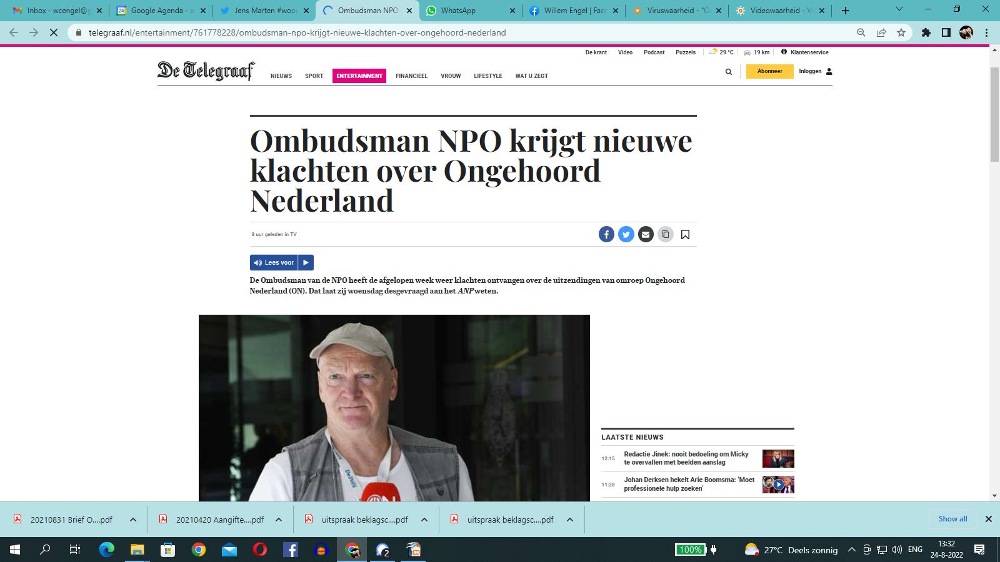 Inbox - wcengel@g
Google Agenda - a
Jens Marten #woor
Ombudsman NPO
WhatsApp
Willem Engel | Face
Viruswaarheid - "O
Videowaarheid - Vi
telegraaf.nl/entertainment/761778228/ombudsman-npo-krijgt-nieuwe-klachten-over-ongehoord-nederland
De krant Video Podcast Puzzels 29 °C 19 km Klantenservice
De Telegraaf
NIEUWS SPORT ENTERTAINMENT FINANCIEEL VROUW LIFESTYLE WAT U ZEGT
Abonneer Inloggen
Ombudsman NPO krijgt nieuwe
klachten over Ongehoord
Nederland
3 uur geleden in TV
Lees voor
De Ombudsman van de NPO heeft de afgelopen week weer klachten ontvangen over de uitzendingen van omroep Ongehoord
Nederland (ON). Dat laat zij woensdag desgevraagd aan het ANP weten.
De Pers
ON
LAATSTE NIEUWS
12:15 Redactie Jinek: nooit bedoeling om Micky
te overvallen met beelden aanslag
11:28 Johan Derksen hekelt Arie Boomsma: 'Moet
professionele hulp zoeken'
20210831 Brief O....pdf
20210420 Aangifte....pdf
uitspraak beklagsc....pdf
uitspraak beklagsc....pdf
Show all
100%
27°C Deels zonnig
ENG
13:32
24-8-2022